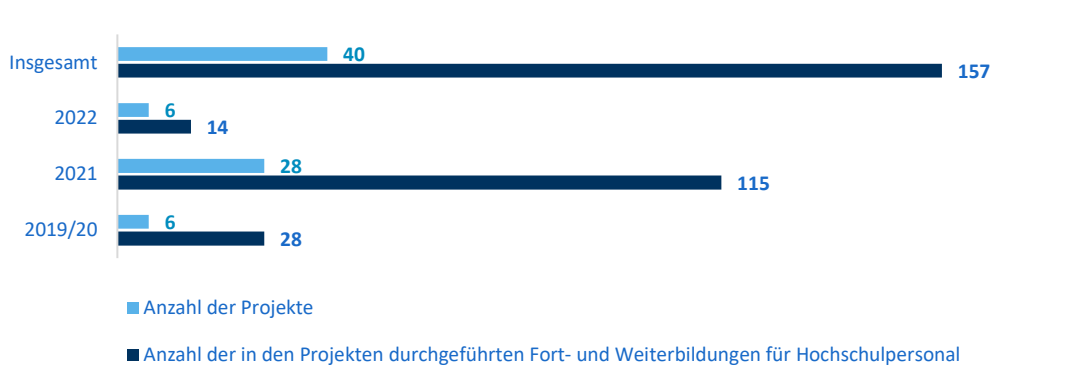 Insgesamt 40
157
2022 6
14
2021 28
115
2019/20 6
28
Anzahl der Projekte
Anzahl der in den Projekten durchgeführten Fort- und Weiterbildungen für Hochschulpersonal